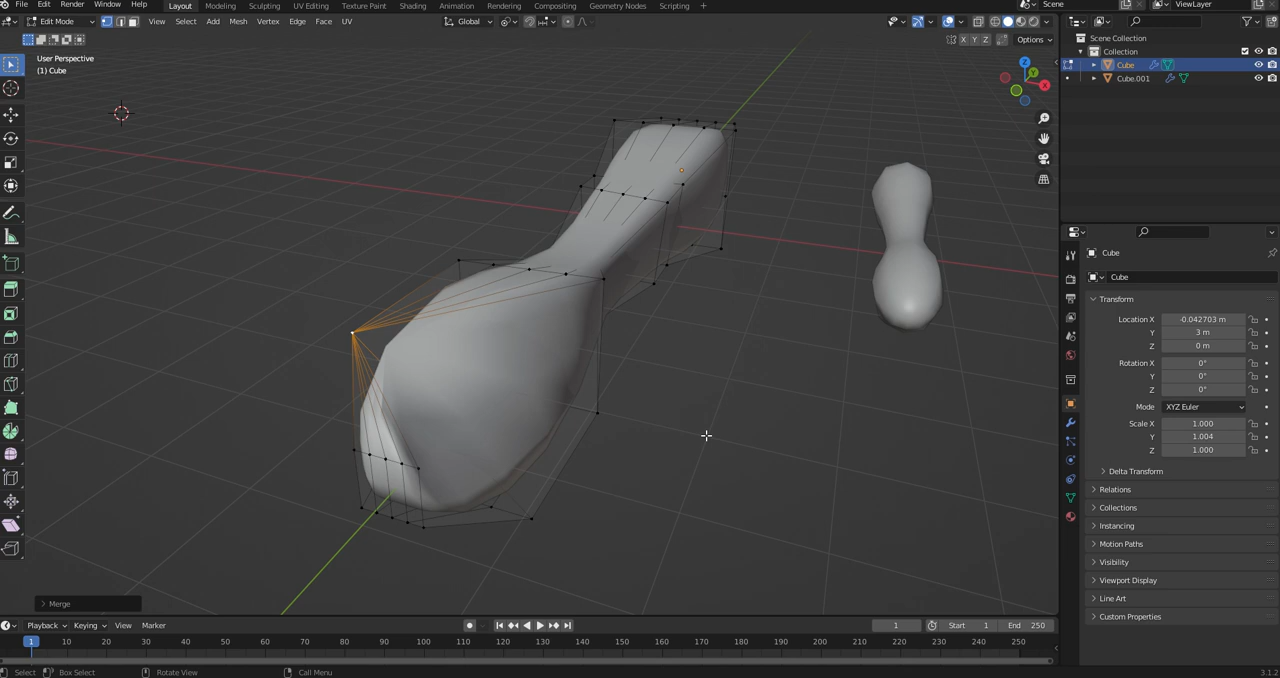 File Edit Render Window Help Layout Modeling Sculpting UV Editing Texture Paint Shading Animation Rendering Compositing Geometry Nodes Scripting + Scene ViewLayer
Edit Mode View Select Add Mesh Vertex Edge Face UV Global
X Y Z Options
User Perspective
(1) Cube
Z
Y
X
Scene Collection
Collection
Cube
Cube.001
Cube
Cube
Transform
Location X -0.042703 m
Y 3 m
Z 0 m
Rotation X 0°
Y 0°
Z 0°
Mode XYZ Euler
Scale X 1.000
Y 1.004
Z 1.000
Delta Transform
Relations
Collections
Instancing
Motion Paths
Visibility
Viewport Display
Line Art
Custom Properties
Merge
Playback Keying View Marker 1 Start 1 End 250
1 10 20 30 40 50 60 70 80 90 100 110 120 130 140 150 160 170 180 190 200 210 220 230 240 250
Select Box Select Rotate View Call Menu 3.1.2